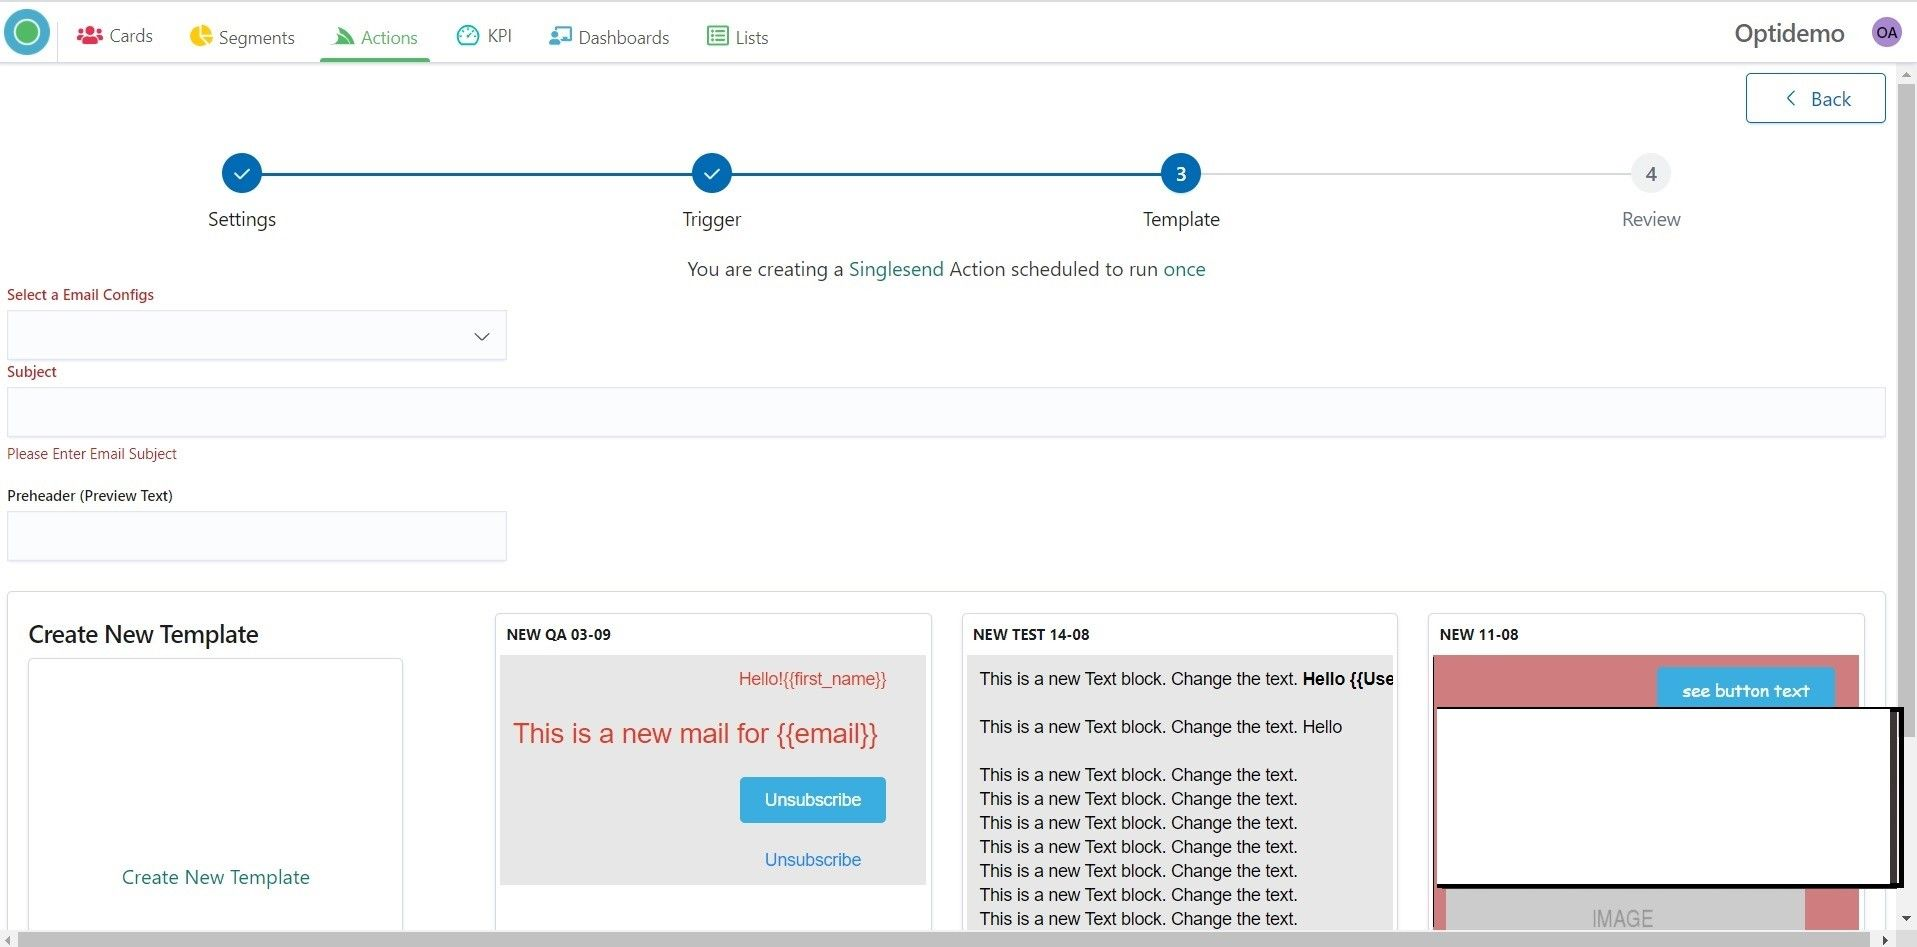 Cards Segments Actions KPI Dashboards Lists Optidemo OA
Back
3 4
Settings Trigger Template Review
You are creating a Singlesend Action scheduled to run once
Select a Email Configs
Subject
Please Enter Email Subject
Preheader (Preview Text)
Create New Template
Create New Template
NEW QA 03-09
Hello!{{first_name}}
This is a new mail for {{email}}
Unsubscribe
Unsubscribe
NEW TEST 14-08
This is a new Text block. Change the text. Hello {{Use
This is a new Text block. Change the text. Hello
This is a new Text block. Change the text.
This is a new Text block. Change the text.
This is a new Text block. Change the text.
This is a new Text block. Change the text.
This is a new Text block. Change the text.
This is a new Text block. Change the text.
This is a new Text block. Change the text.
NEW 11-08
see button text
IMAGE